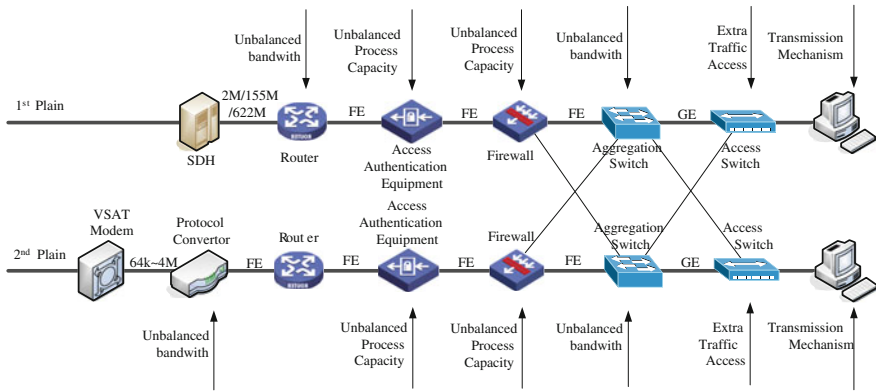 Unbalanced
bandwith
Unbalanced
Process
Capacity
Unbalanced
Process
Capacity
Unbalanced
bandwith
Extra
Traffic
Access
Transmission
Mechanism
1st Plain
2M/155M
/622M
FE
FE
FE
GE
SDH
Router
Access
Authentication
Equipment
Firewall
Aggregation
Switch
Access
Switch
VSAT
Modem
Protocol
Convertor
Router
Access
Authentication
Equipment
Firewall
Aggregation
Switch
Access
Switch
2nd Plain
64k~4M
FE
FE
FE
FE
GE
Unbalanced
bandwith
Unbalanced
Process
Capacity
Unbalanced
Process
Capacity
Unbalanced
bandwith
Extra
Traffic
Access
Transmission
Mechanism